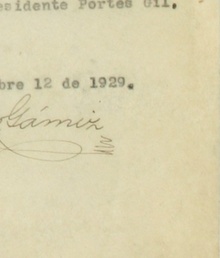 esidente Portes Gil.
bre 12 de 1929.
Gámiz